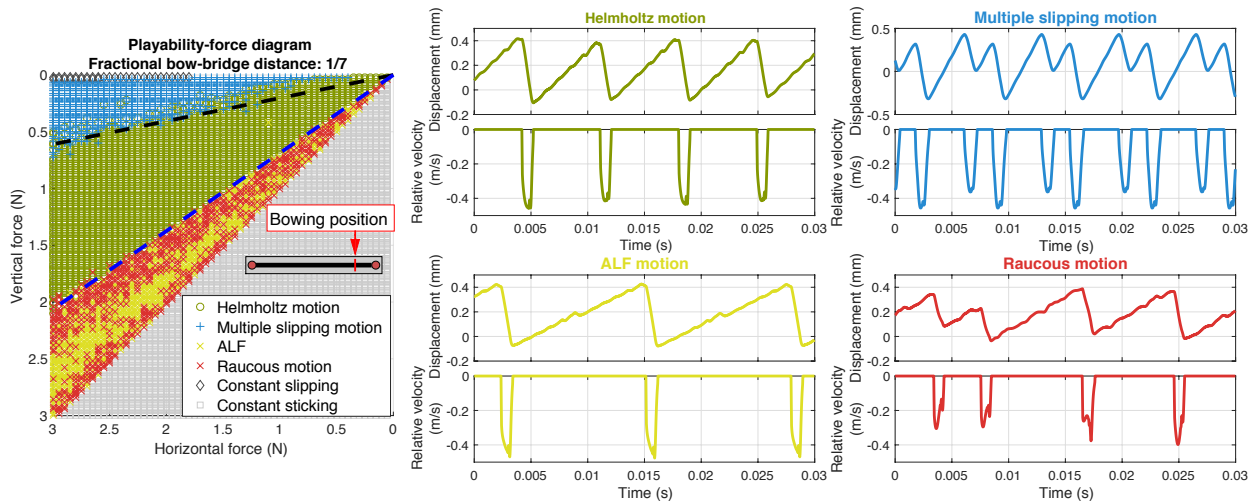 Playability-force diagram
Fractional bow-bridge distance: 1/7
0
0.5
1
1.5
2
2.5
3
Vertical force (N)
3
2.5
2
1.5
1
0.5
0
Horizontal force (N)
Bowing position
Helmholtz motion
Multiple slipping motion
ALF
Raucous motion
Constant slipping
Constant sticking
Helmholtz motion
Displacement (mm)
0.4
0.2
0
-0.2
Relative velocity
(m/s)
0
-0.2
-0.4
0
0.005
0.01
0.015
0.02
0.025
0.03
Time (s)
Multiple slipping motion
Displacement (mm)
0.5
0
-0.5
Relative velocity
(m/s)
0
-0.2
-0.4
0
0.005
0.01
0.015
0.02
0.025
0.03
Time (s)
ALF motion
Displacement (mm)
0.4
0.2
0
-0.2
Relative velocity
(m/s)
0
-0.2
-0.4
0
0.005
0.01
0.015
0.02
0.025
0.03
Time (s)
Raucous motion
Displacement (mm)
0.4
0.2
0
-0.2
Relative velocity
(m/s)
0
-0.2
-0.4
0
0.005
0.01
0.015
0.02
0.025
0.03
Time (s)